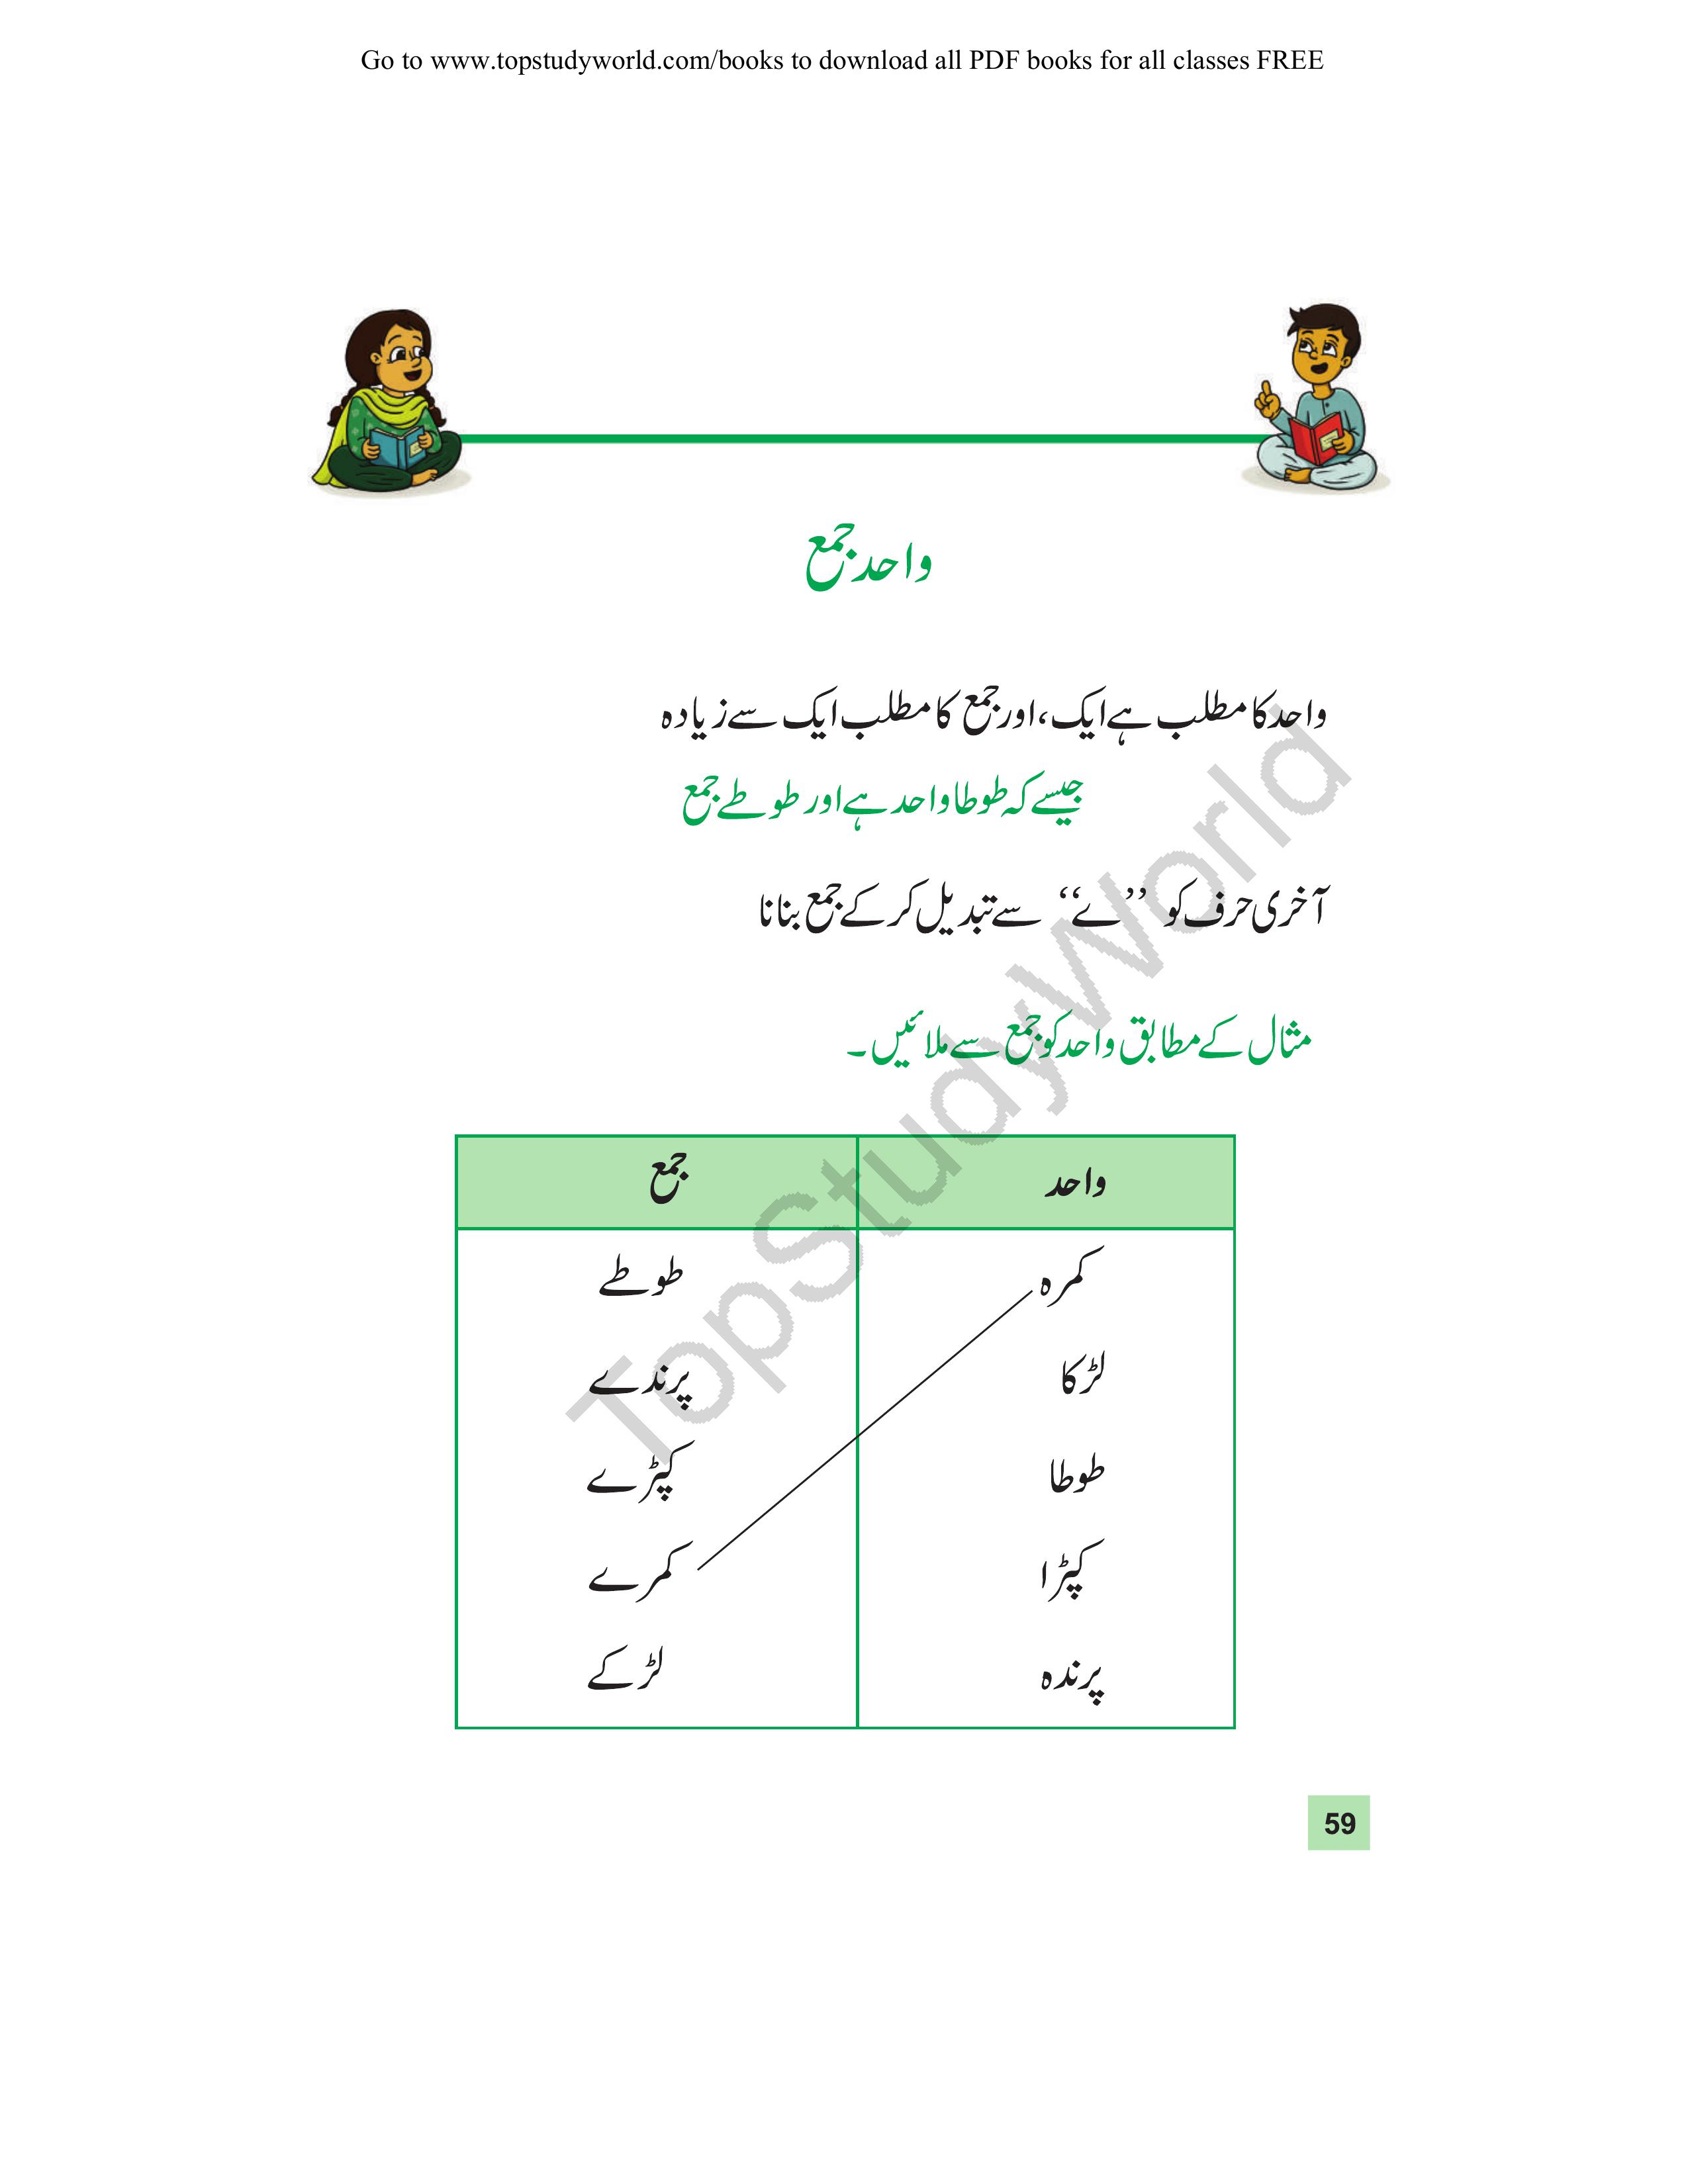 Go to www.topstudyworld.com/books to download all PDF books for all classes FREE
واحد جمع
واحد کا مطلب ہے ایک، اور جمع کا مطلب ایک سے زیادہ
جیسے کہ طوطا واحد ہے اور طوطے جمع
آخری حرف کو ”ے“ سے تبدیل کر کے جمع بنانا
مثال کے مطابق واحد کو جمع سے ملائیں۔
واحد جمع
کمرہ طوطے
لڑکا پرندے
طوطا کپڑے
کپڑا کمرے
پرندہ لڑکے
59
TopStudyWorld